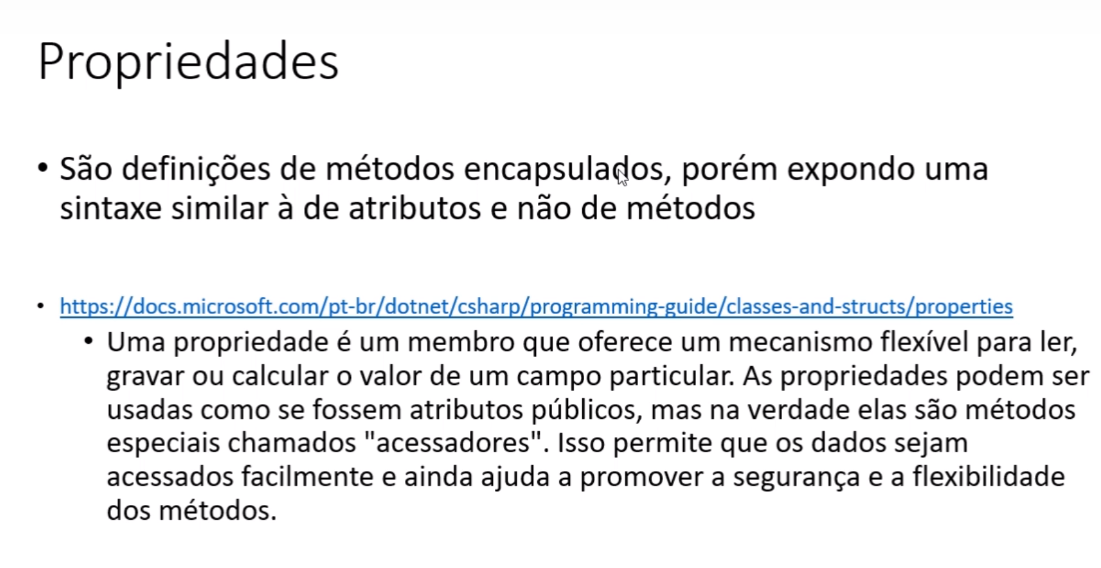 Propriedades
• São definições de métodos encapsulados, porém expondo uma
sintaxe similar à de atributos e não de métodos
• https://docs.microsoft.com/pt-br/dotnet/csharp/programming-guide/classes-and-structs/properties
• Uma propriedade é um membro que oferece um mecanismo flexível para ler,
gravar ou calcular o valor de um campo particular. As propriedades podem ser
usadas como se fossem atributos públicos, mas na verdade elas são métodos
especiais chamados "acessadores". Isso permite que os dados sejam
acessados facilmente e ainda ajuda a promover a segurança e a flexibilidade
dos métodos.